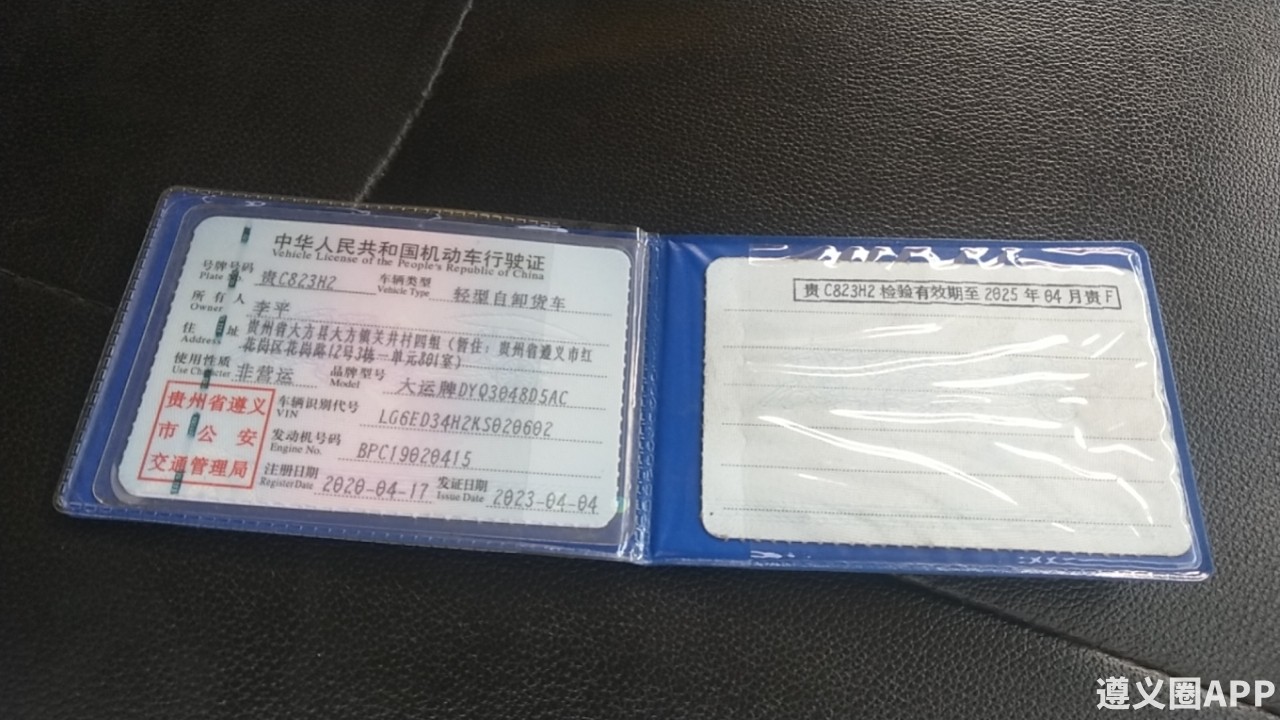 中华人民共和国机动车行驶证
Vehicle License of the People's Republic of China
号牌号码 贵C823H2 车辆类型 轻型自卸货车
Plate No. Vehicle Type
所有人 李平
Owner
住址 贵州省大方县大方镇关井村四组(暂住:贵州省遵义市红
Address 花岗区花岗路12号3栋一单元801室)
使用性质 非营运 品牌型号 大运牌DYQ3048D5AC
Use Character Model
贵州省遵义
市公安
交通管理局
车辆识别代号 LG6ED34H2KS020602
VIN
发动机号码 BPC19020415
Engine No.
注册日期 2020-04-17 发证日期 2023-04-04
Register Date Issue Date
贵C823H2检验有效期至2025年04月贵F
遵义圈APP